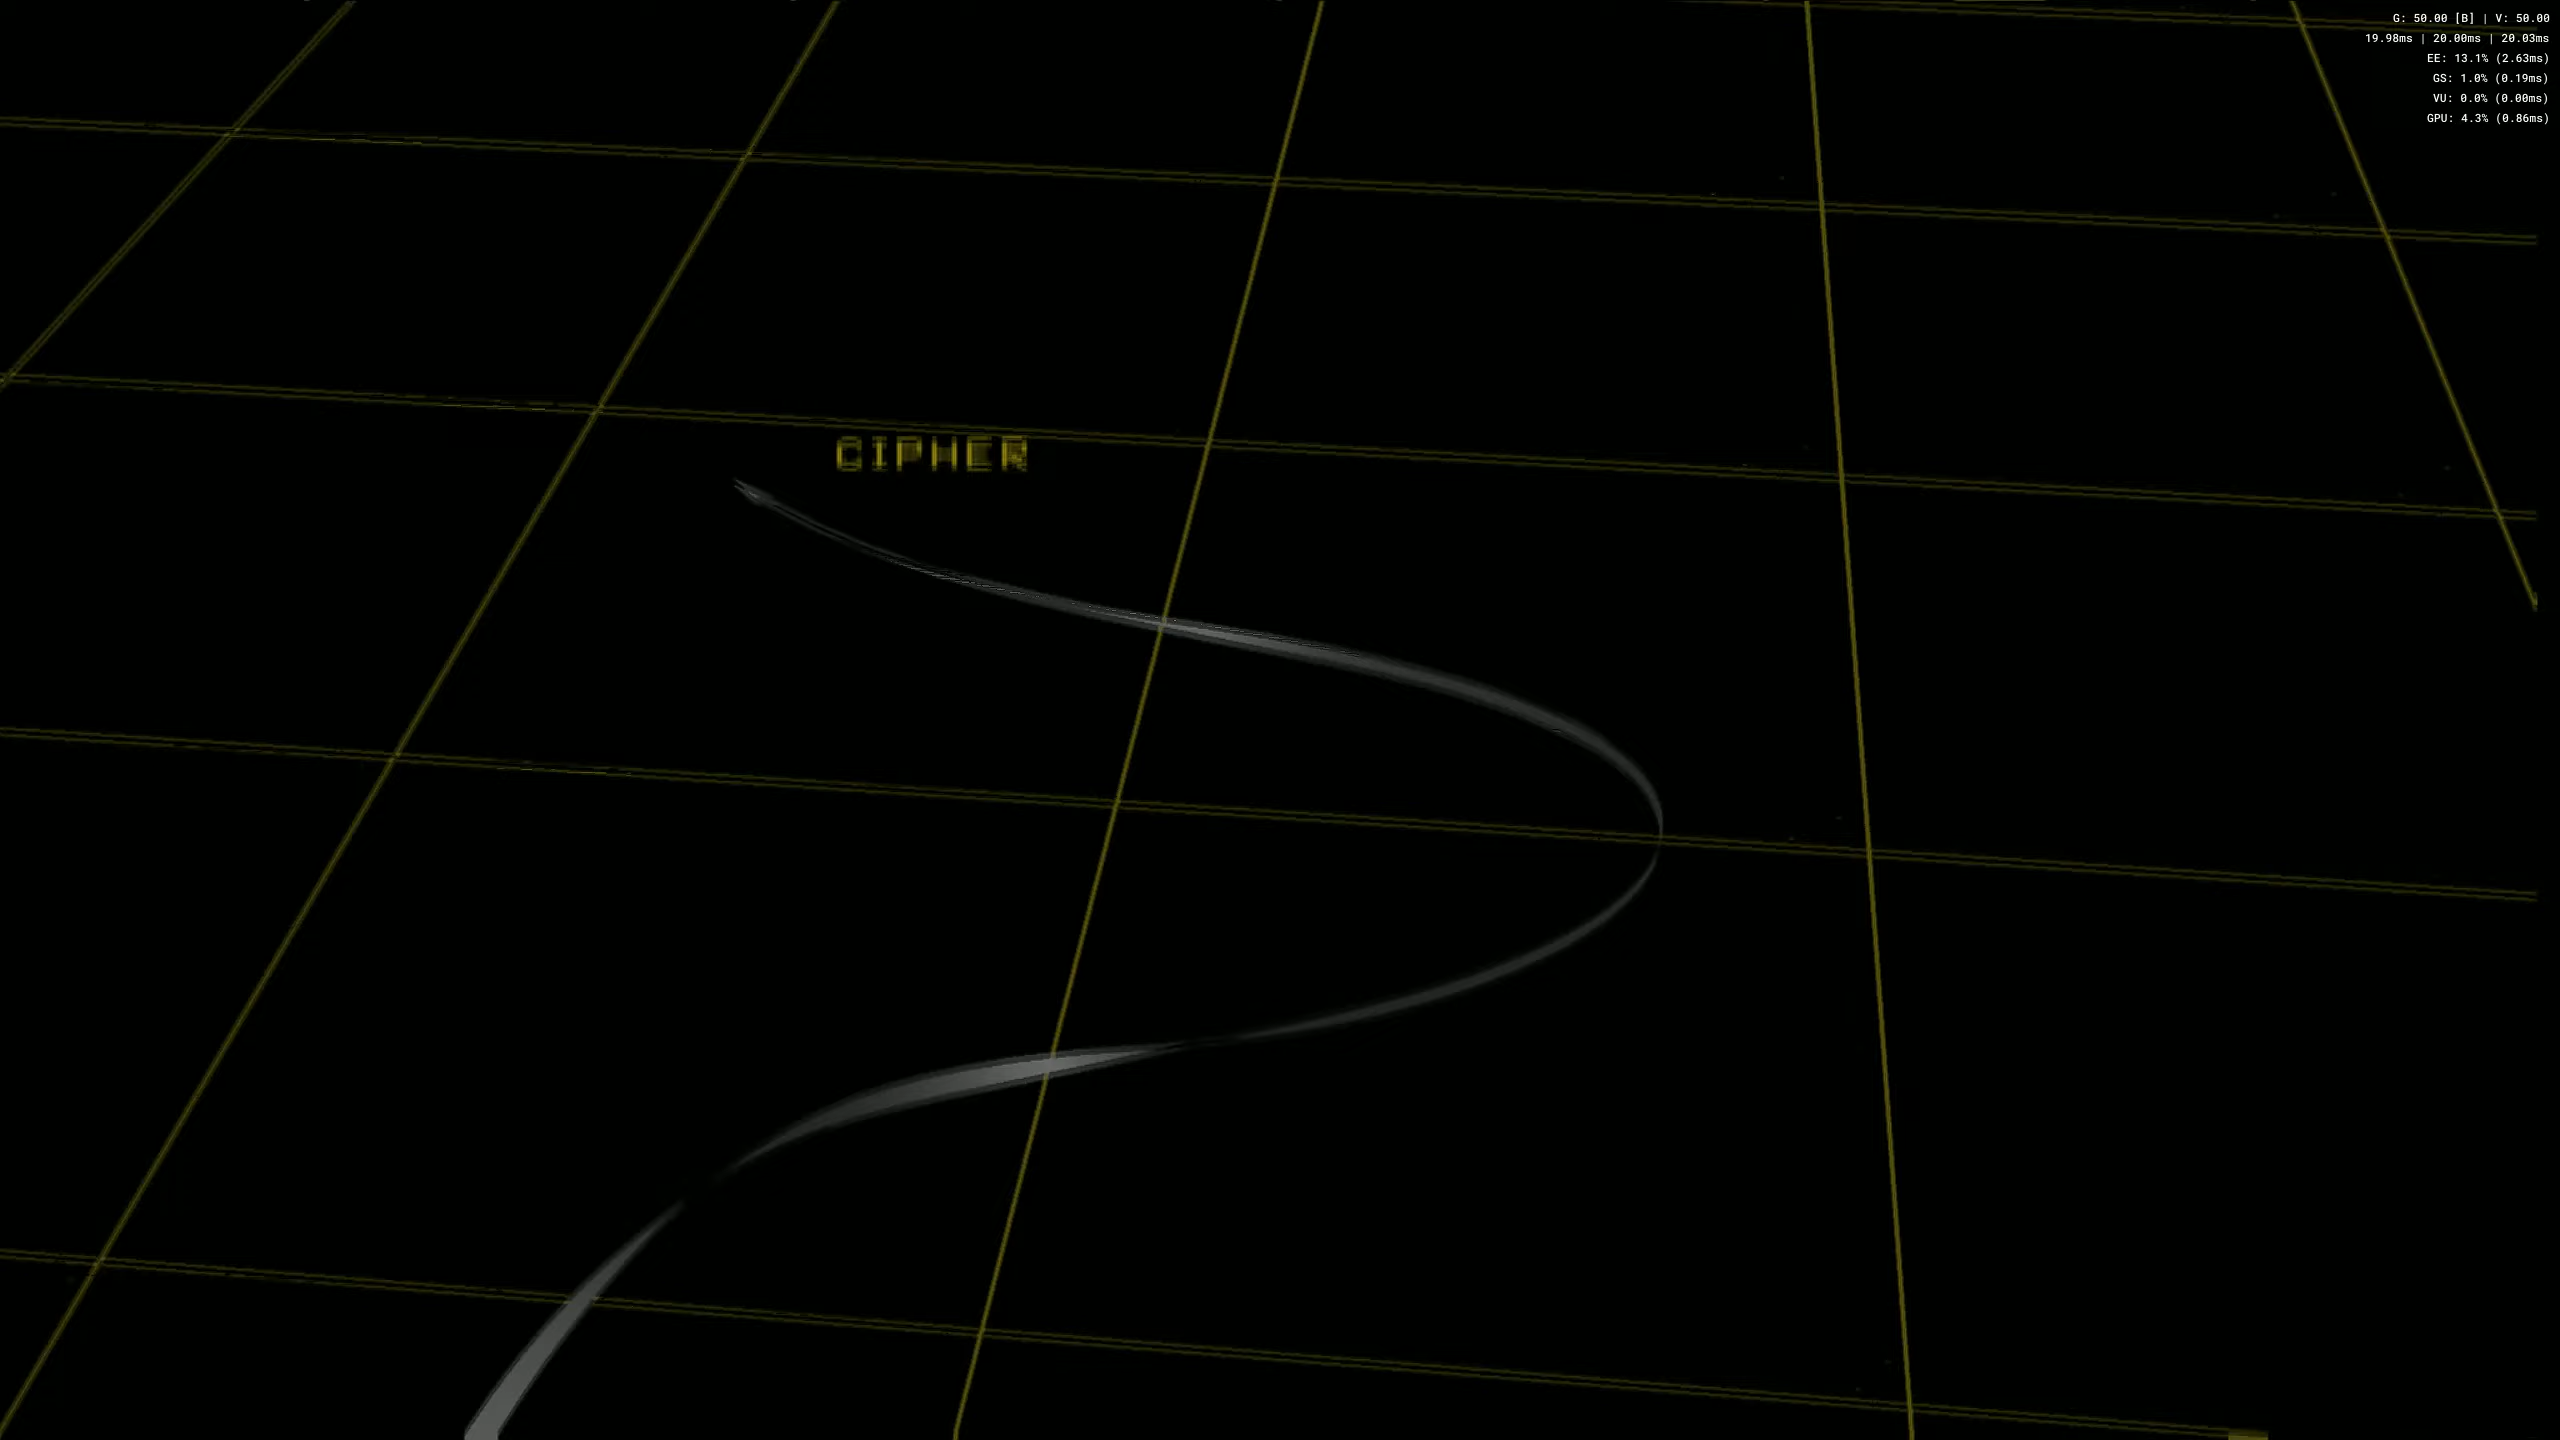 G: 50.00 [B] | V: 50.00
19.98ms | 20.00ms | 20.03ms
EE: 13.1% (2.63ms)
GS: 1.0% (0.19ms)
VU: 0.0% (0.00ms)
GPU: 4.3% (0.86ms)
CIPHER